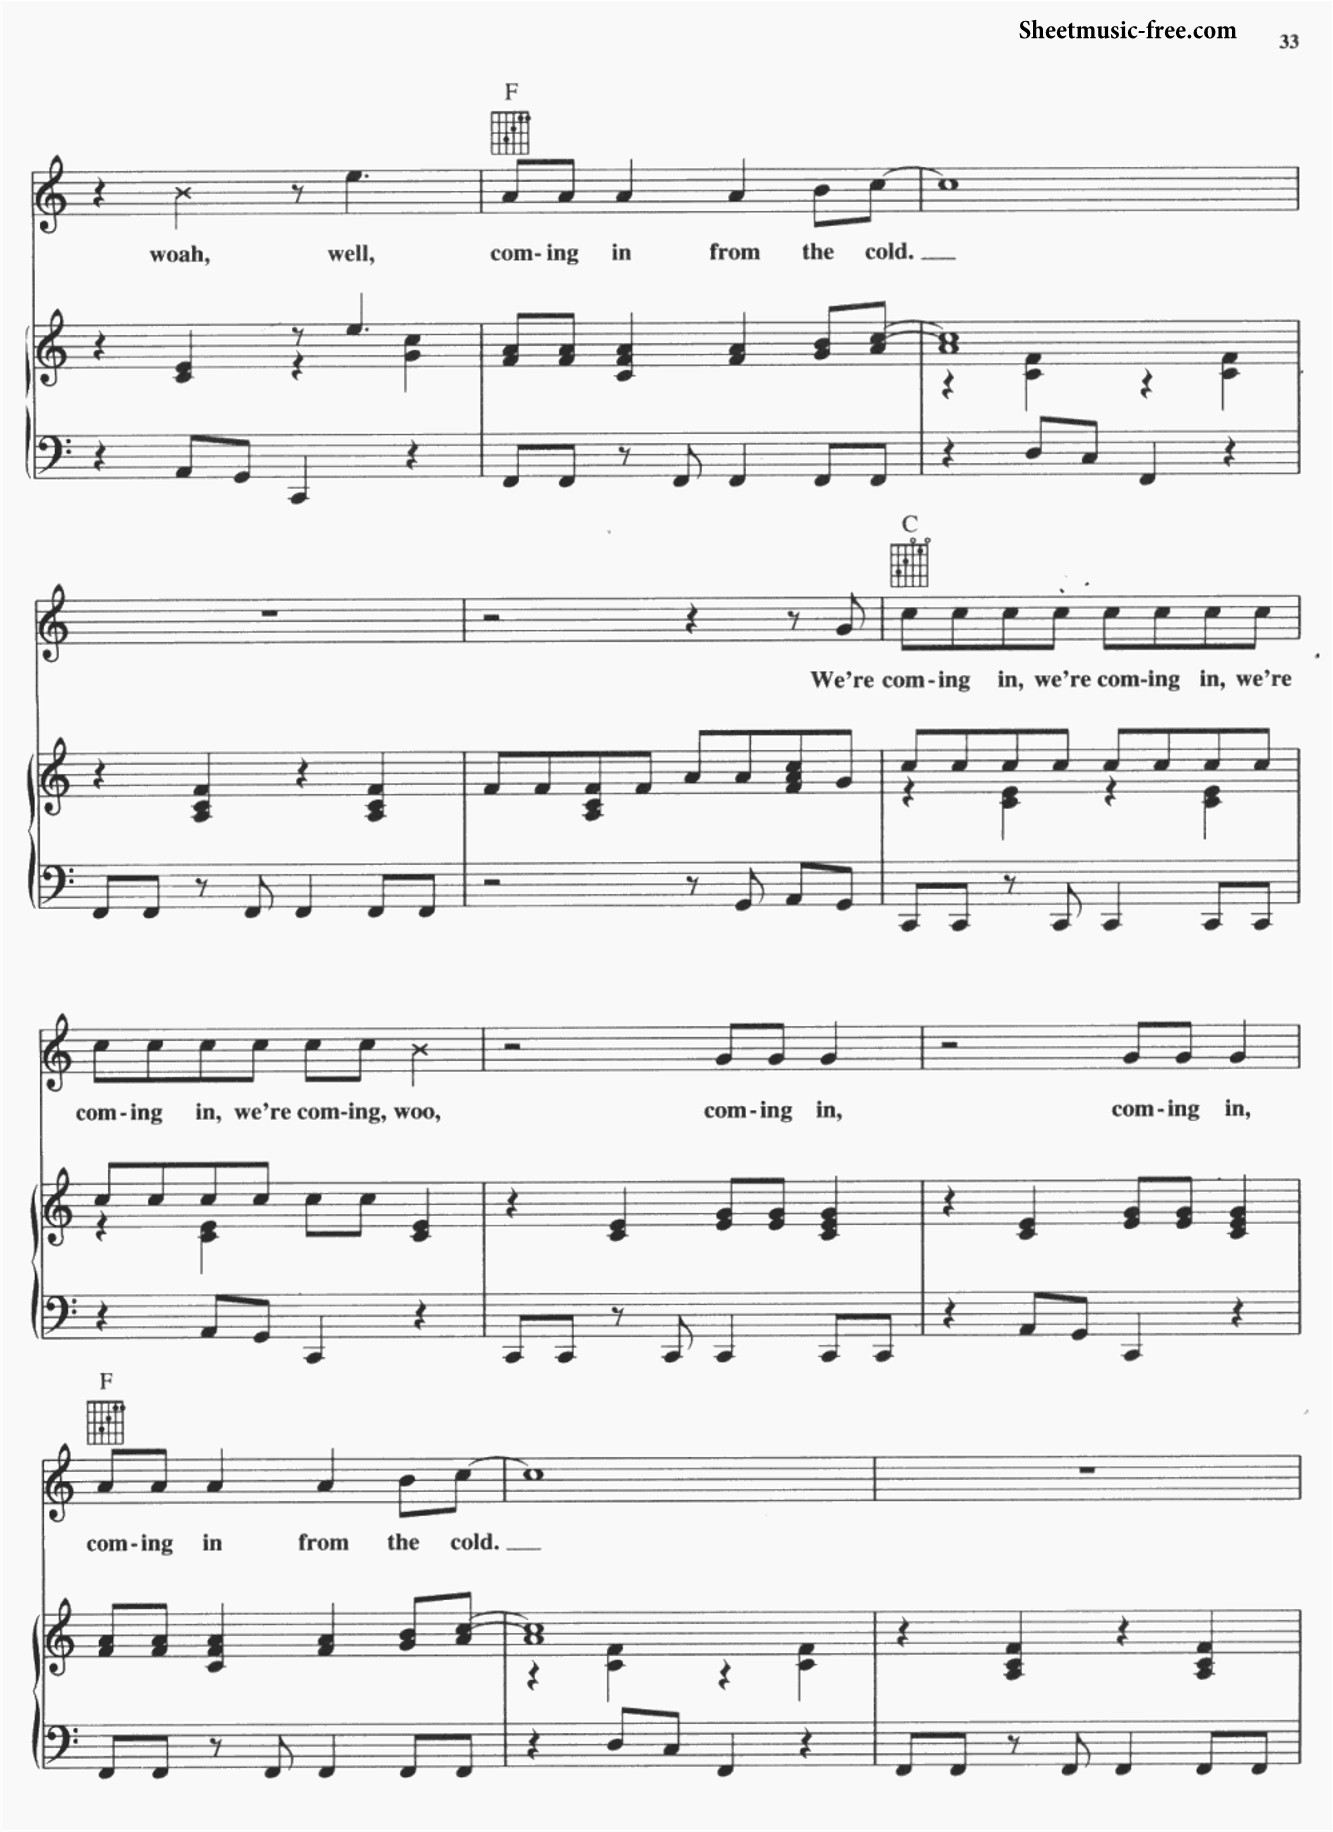 Sheetmusic-free.com
33
F
woah, well, com-ing in from the cold.
C
We're com-ing in, we're com-ing in, we're
com-ing in, we're com-ing, woo, com-ing in, com-ing in,
F
com-ing in from the cold.